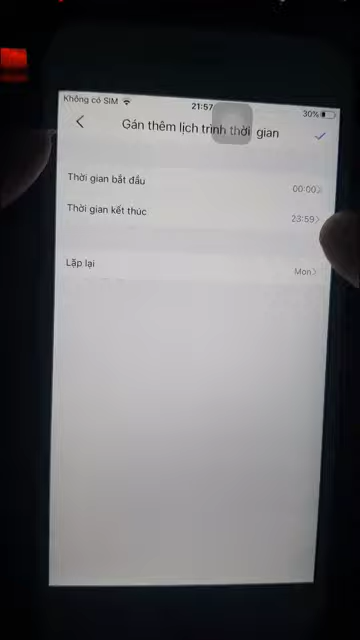 Không có SIM
21:57
30%
Gán thêm lịch trình thời gian
Thời gian bắt đầu
00:00
Thời gian kết thúc
23:59
Lặp lại
Mon